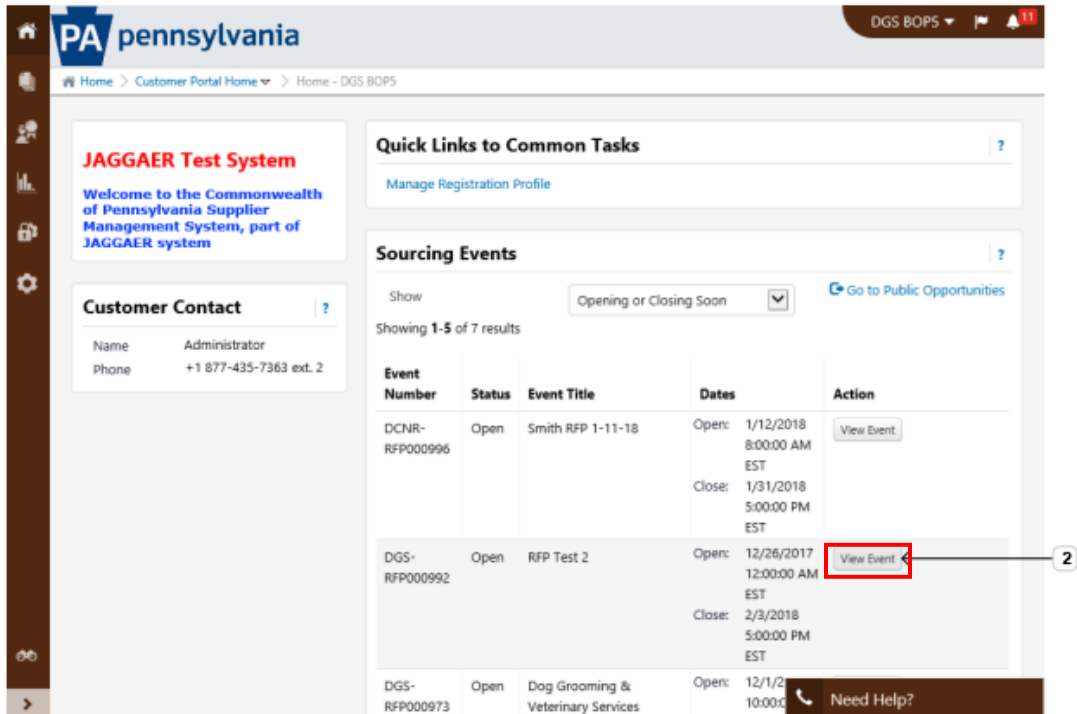 PA pennsylvania
DGS BOP5
11
Home > Customer Portal Home > Home - DGS BOP5
JAGGAER Test System
Welcome to the Commonwealth
of Pennsylvania Supplier
Management System, part of
JAGGAER system
Customer Contact ?
Name Administrator
Phone +1 877-435-7363 ext. 2
Quick Links to Common Tasks ?
Manage Registration Profile
Sourcing Events ?
Show Opening or Closing Soon Go to Public Opportunities
Showing 1-5 of 7 results
Event
Number Status Event Title Dates Action
DCNR- Open Smith RFP 1-11-18 Open: 1/12/2018 View Event
RFP000996 8:00:00 AM
EST
Close: 1/31/2018
5:00:00 PM
EST
DGS- Open RFP Test 2 Open: 12/26/2017 View Event 2
RFP000992 12:00:00 AM
EST
Close: 2/3/2018
5:00:00 PM
EST
DGS- Open Dog Grooming & Open:
RFP000973 Veterinary Services
Need Help?